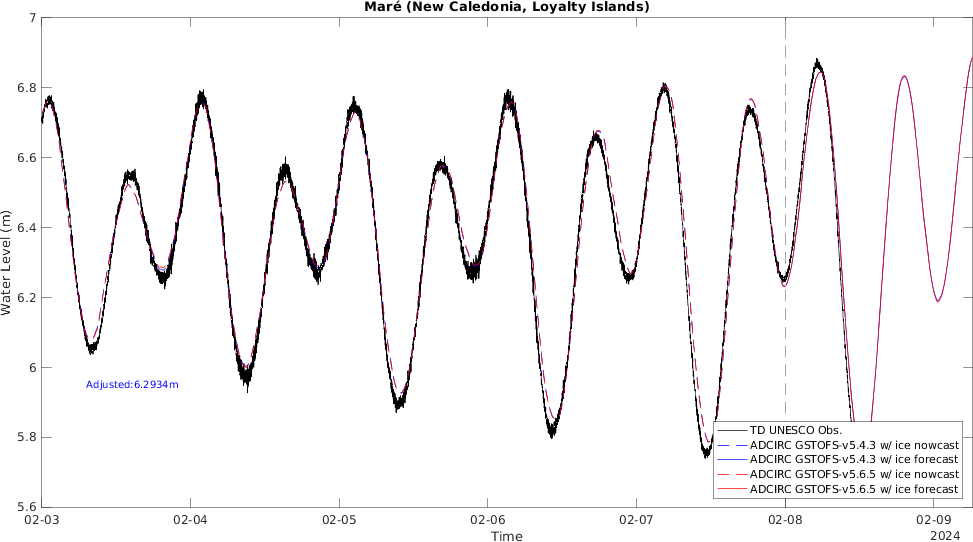 Maré (New Caledonia, Loyalty Islands)
7
6.8
6.6
6.4
6.2
6
5.8
5.6
Water Level (m)
Adjusted:6.2934m
TD UNESCO Obs.
ADCIRC GSTOFS-v5.4.3 w/ ice nowcast
ADCIRC GSTOFS-v5.4.3 w/ ice forecast
ADCIRC GSTOFS-v5.6.5 w/ ice nowcast
ADCIRC GSTOFS-v5.6.5 w/ ice forecast
02-03 02-04 02-05 02-06 02-07 02-08 02-09
Time
2024